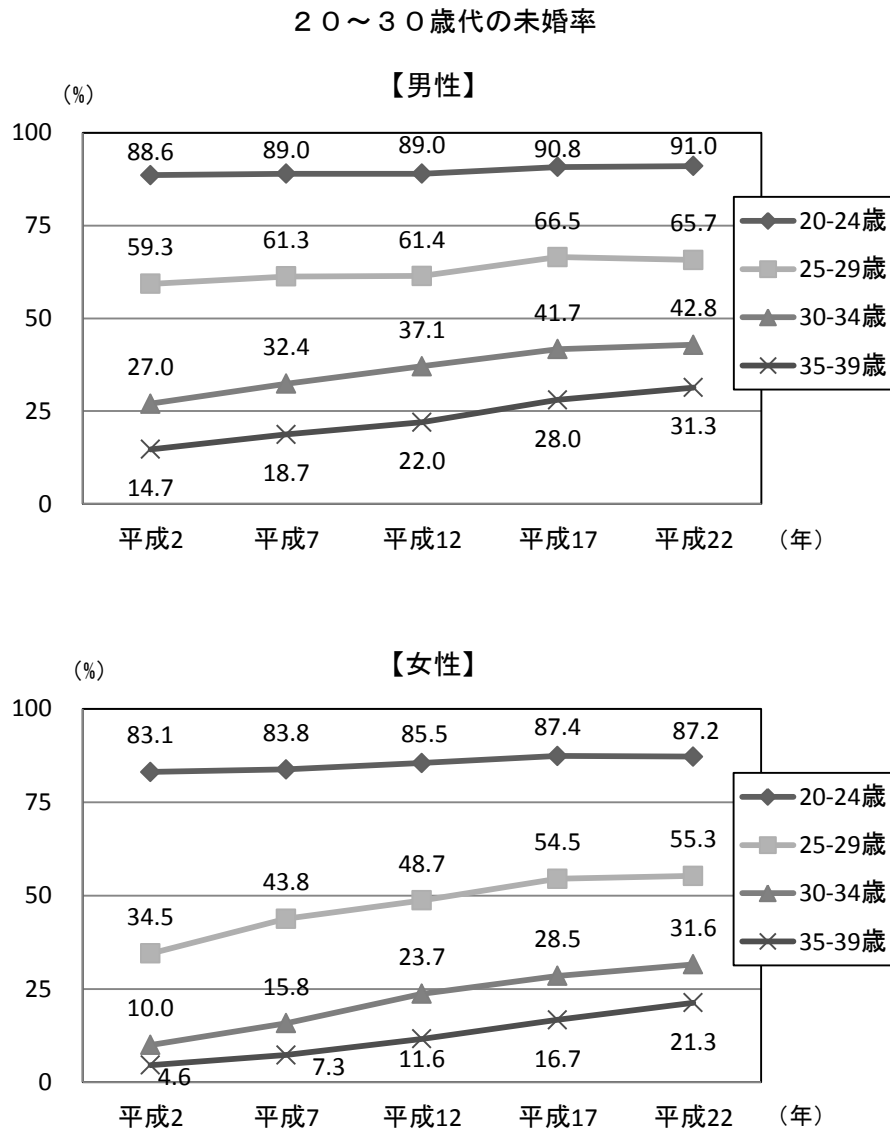 ２０～３０歳代の未婚率
【男性】
（%）
100
75
50
25
0
88.6 89.0 89.0 90.8 91.0
59.3 61.3 61.4 66.5 65.7
27.0 32.4 37.1 41.7 42.8
14.7 18.7 22.0 28.0 31.3
平成2 平成7 平成12 平成17 平成22 （年）
20-24歳
25-29歳
30-34歳
35-39歳
【女性】
（%）
100
75
50
25
0
83.1 83.8 85.5 87.4 87.2
34.5 43.8 48.7 54.5 55.3
10.0 15.8 23.7 28.5 31.6
4.6 7.3 11.6 16.7 21.3
平成2 平成7 平成12 平成17 平成22 （年）
20-24歳
25-29歳
30-34歳
35-39歳